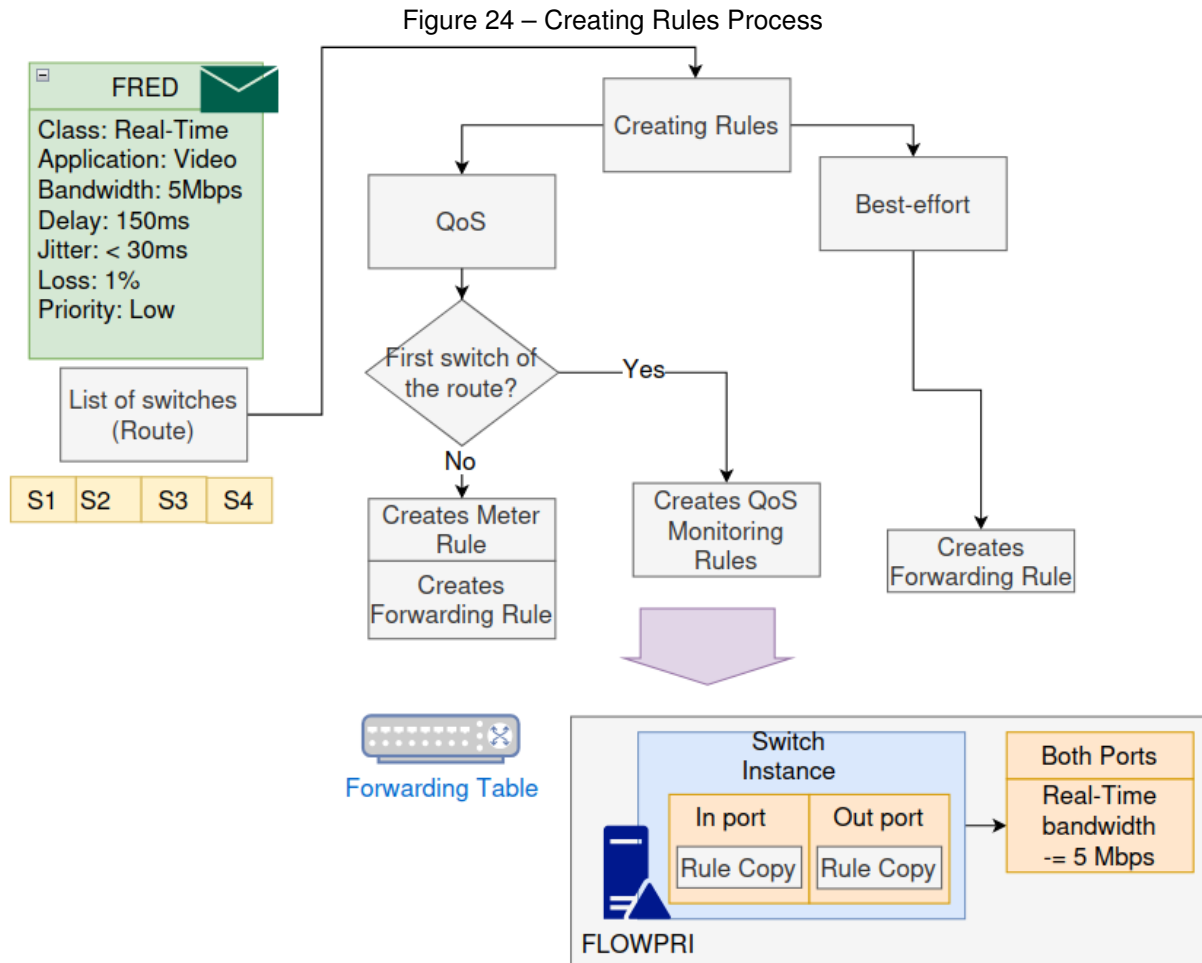 Figure 24 – Creating Rules Process
FRED
Class: Real-Time
Application: Video
Bandwidth: 5Mbps
Delay: 150ms
Jitter: < 30ms
Loss: 1%
Priority: Low
List of switches
(Route)
S1 S2 S3 S4
Creating Rules
QoS
Best-effort
First switch of
the route?
Yes
No
Creates Meter
Rule
Creates
Forwarding Rule
Creates QoS
Monitoring
Rules
Creates
Forwarding Rule
Forwarding Table
Switch
Instance
In port
Rule Copy
Out port
Rule Copy
FLOWPRI
Both Ports
Real-Time
bandwidth
-= 5 Mbps